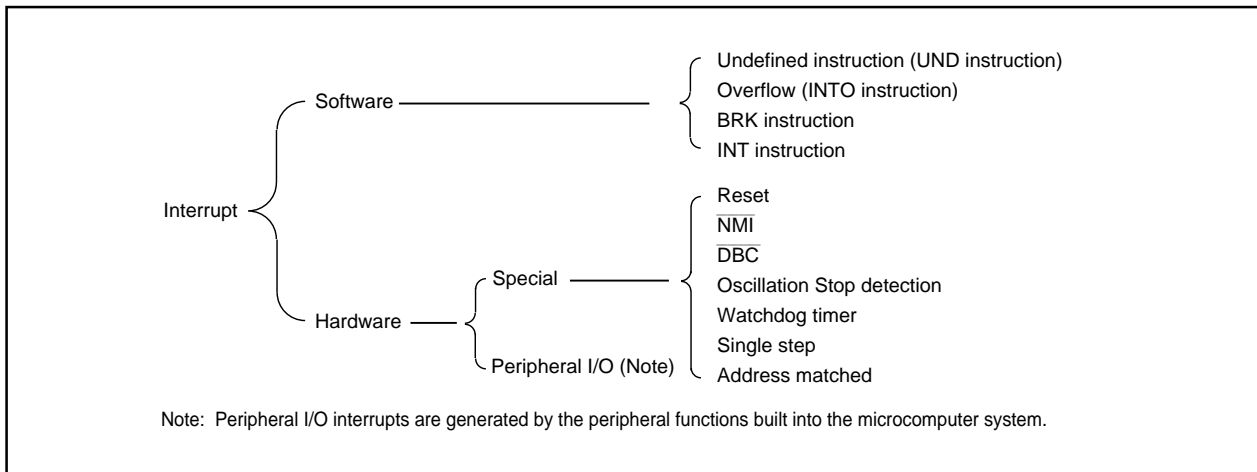 Interrupt
Software
Undefined instruction (UND instruction)
Overflow (INTO instruction)
BRK instruction
INT instruction
Hardware
Special
Reset
NMI
DBC
Oscillation Stop detection
Watchdog timer
Single step
Address matched
Peripheral I/O (Note)
Note: Peripheral I/O interrupts are generated by the peripheral functions built into the microcomputer system.